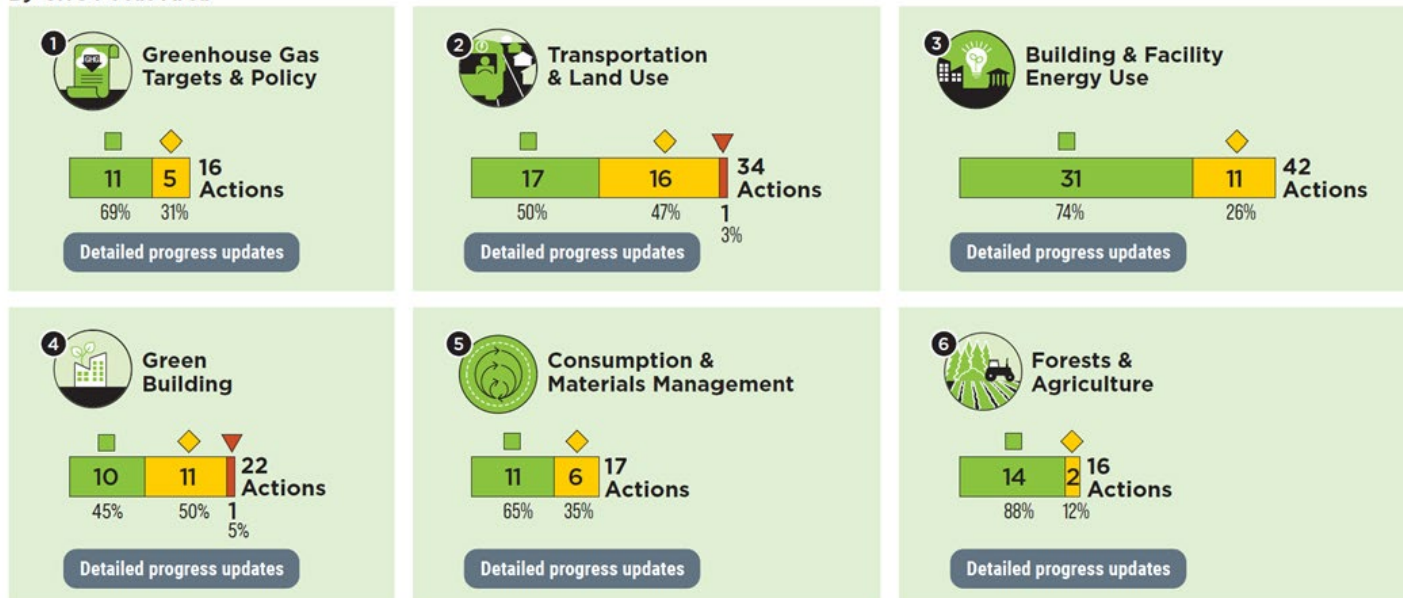 1
GHG
Greenhouse Gas
Targets & Policy
11 5 16
Actions
69% 31%
Detailed progress updates
2
Transportation
& Land Use
17 16 34
Actions
50% 47% 1
3%
Detailed progress updates
3
Building & Facility
Energy Use
31 11 42
Actions
74% 26%
Detailed progress updates
4
Green
Building
10 11 22
Actions
45% 50% 1
5%
Detailed progress updates
5
Consumption &
Materials Management
11 6 17
Actions
65% 35%
Detailed progress updates
6
Forests &
Agriculture
14 2 16
Actions
88% 12%
Detailed progress updates